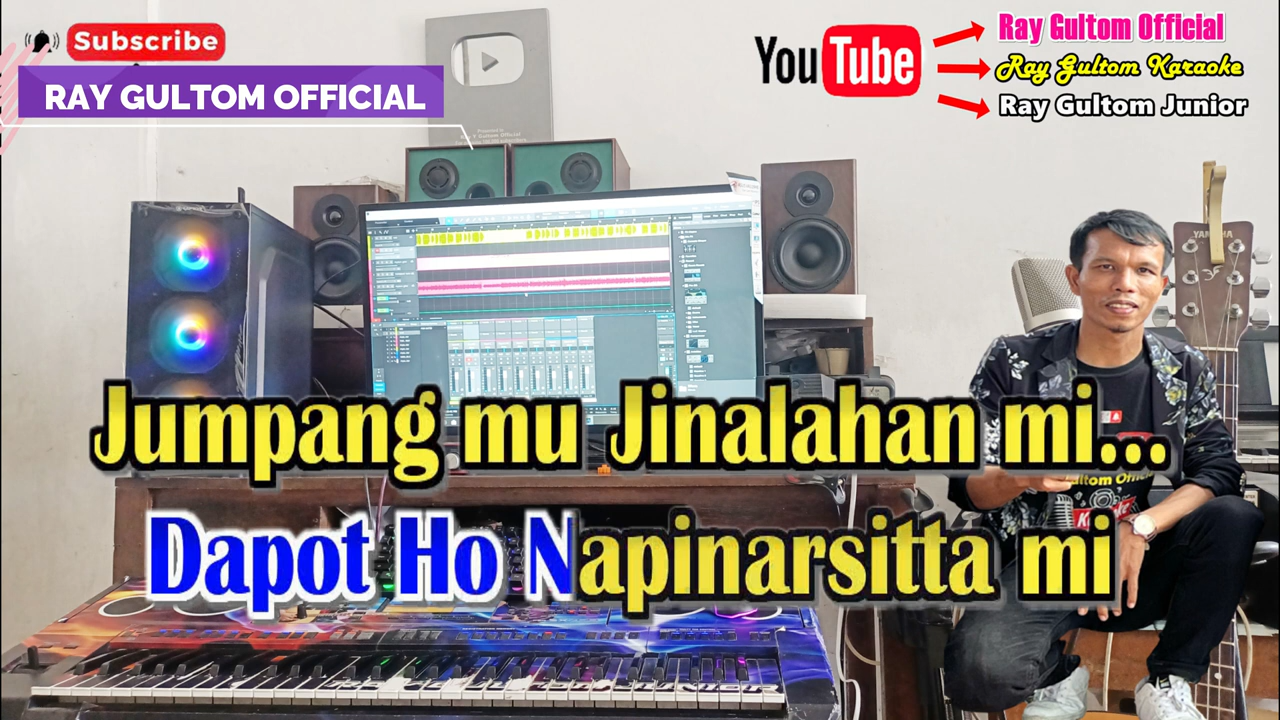 Subscribe
RAY GULTOM OFFICIAL
YouTube
Ray Gultom Official
Ray Gultom Karaoke
Ray Gultom Junior
YAMAHA
Jumpang mu Jinalahan mi...
Dapot Ho Napinarsitta mi